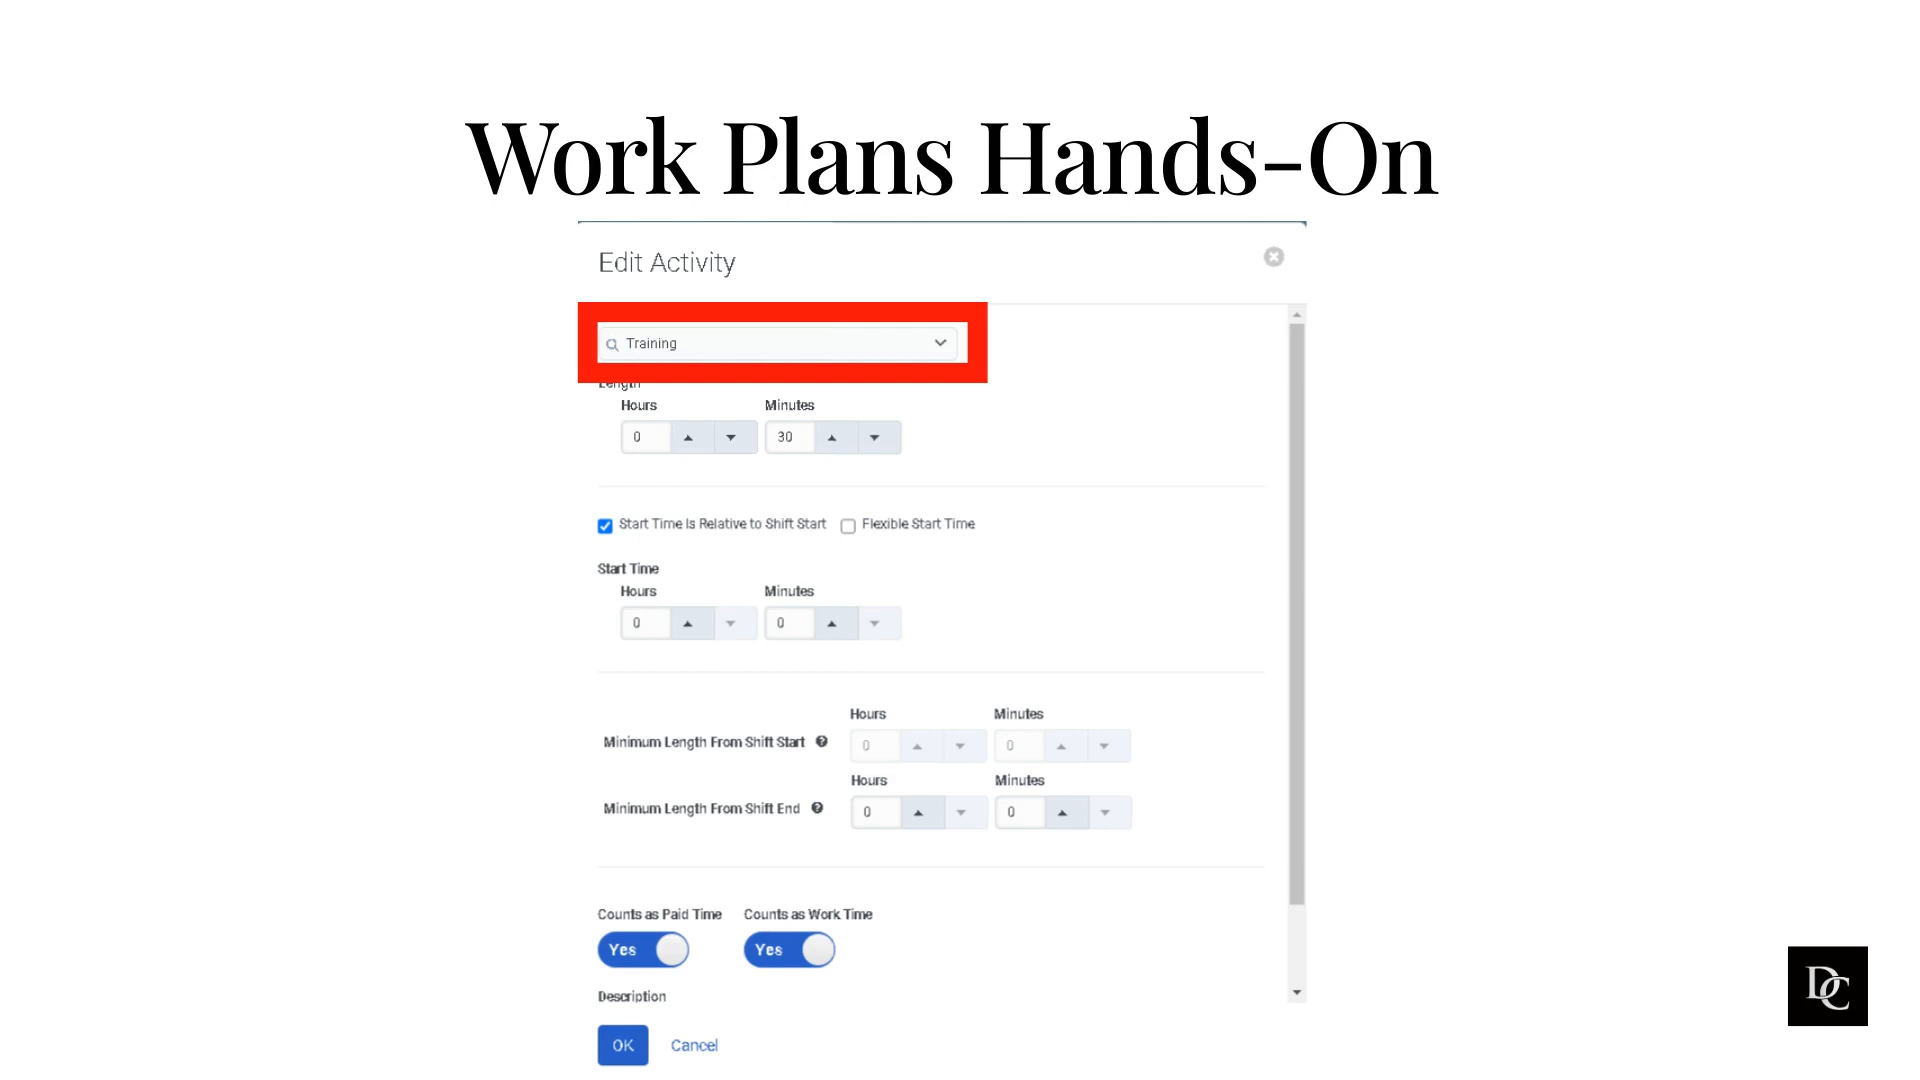 Work Plans Hands-On
Edit Activity
Training
Length
Hours Minutes
0 30
Start Time Is Relative to Shift Start Flexible Start Time
Start Time
Hours Minutes
0 0
Hours Minutes
Minimum Length From Shift Start 0 0
Hours Minutes
Minimum Length From Shift End 0 0
Counts as Paid Time Counts as Work Time
Yes Yes
Description
OK Cancel
DC